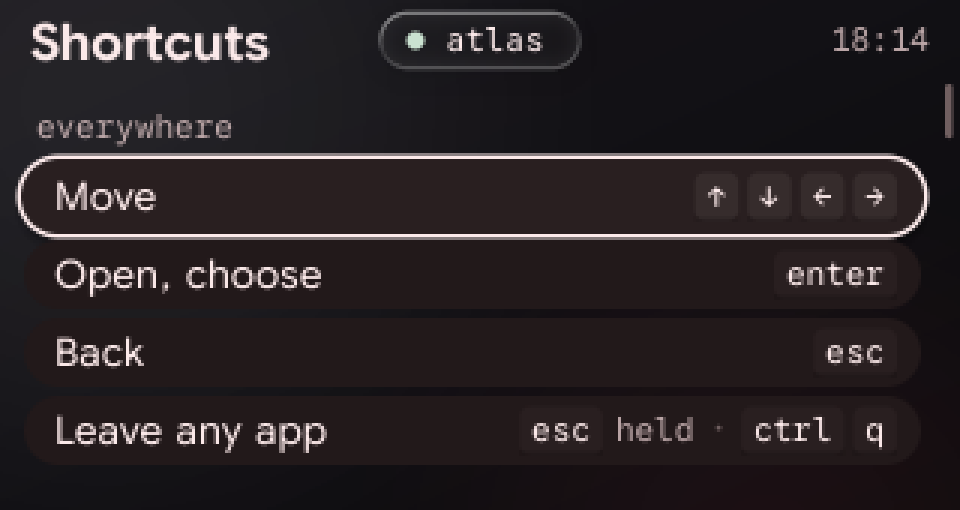 Shortcuts
atlas
18:14
everywhere
Move ↑ ↓ ← →
Open, choose enter
Back esc
Leave any app esc held · ctrl q